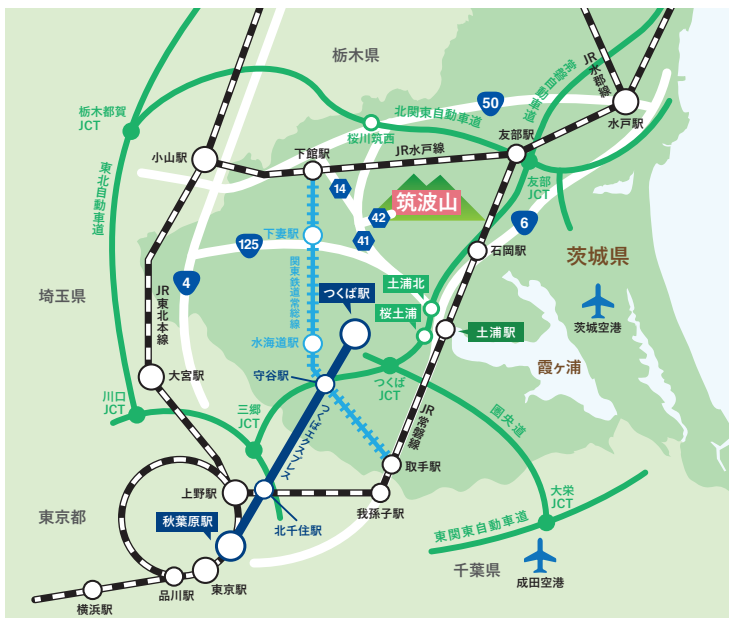 栃木県
JR水郡線
常磐自動車道
50
北関東自動車道
栃木都賀
JCT
桜川筑西
水戸駅
友部駅
小山駅
下館駅
JR水戸線
友部
JCT
東北自動車道
14
筑波山
42
41
6
下妻駅
125
石岡駅
茨城県
4
関東鉄道常総線
つくば駅
土浦北
桜土浦
埼玉県
JR東北本線
茨城空港
土浦駅
水海道駅
霞ヶ浦
大宮駅
守谷駅
つくば
JCT
川口
JCT
三郷
JCT
つくばエクスプレス
JR常磐線
圏央道
取手駅
上野駅
我孫子駅
大栄
JCT
東京都
秋葉原駅
北千住駅
東関東自動車道
千葉県
成田空港
東京駅
品川駅
横浜駅